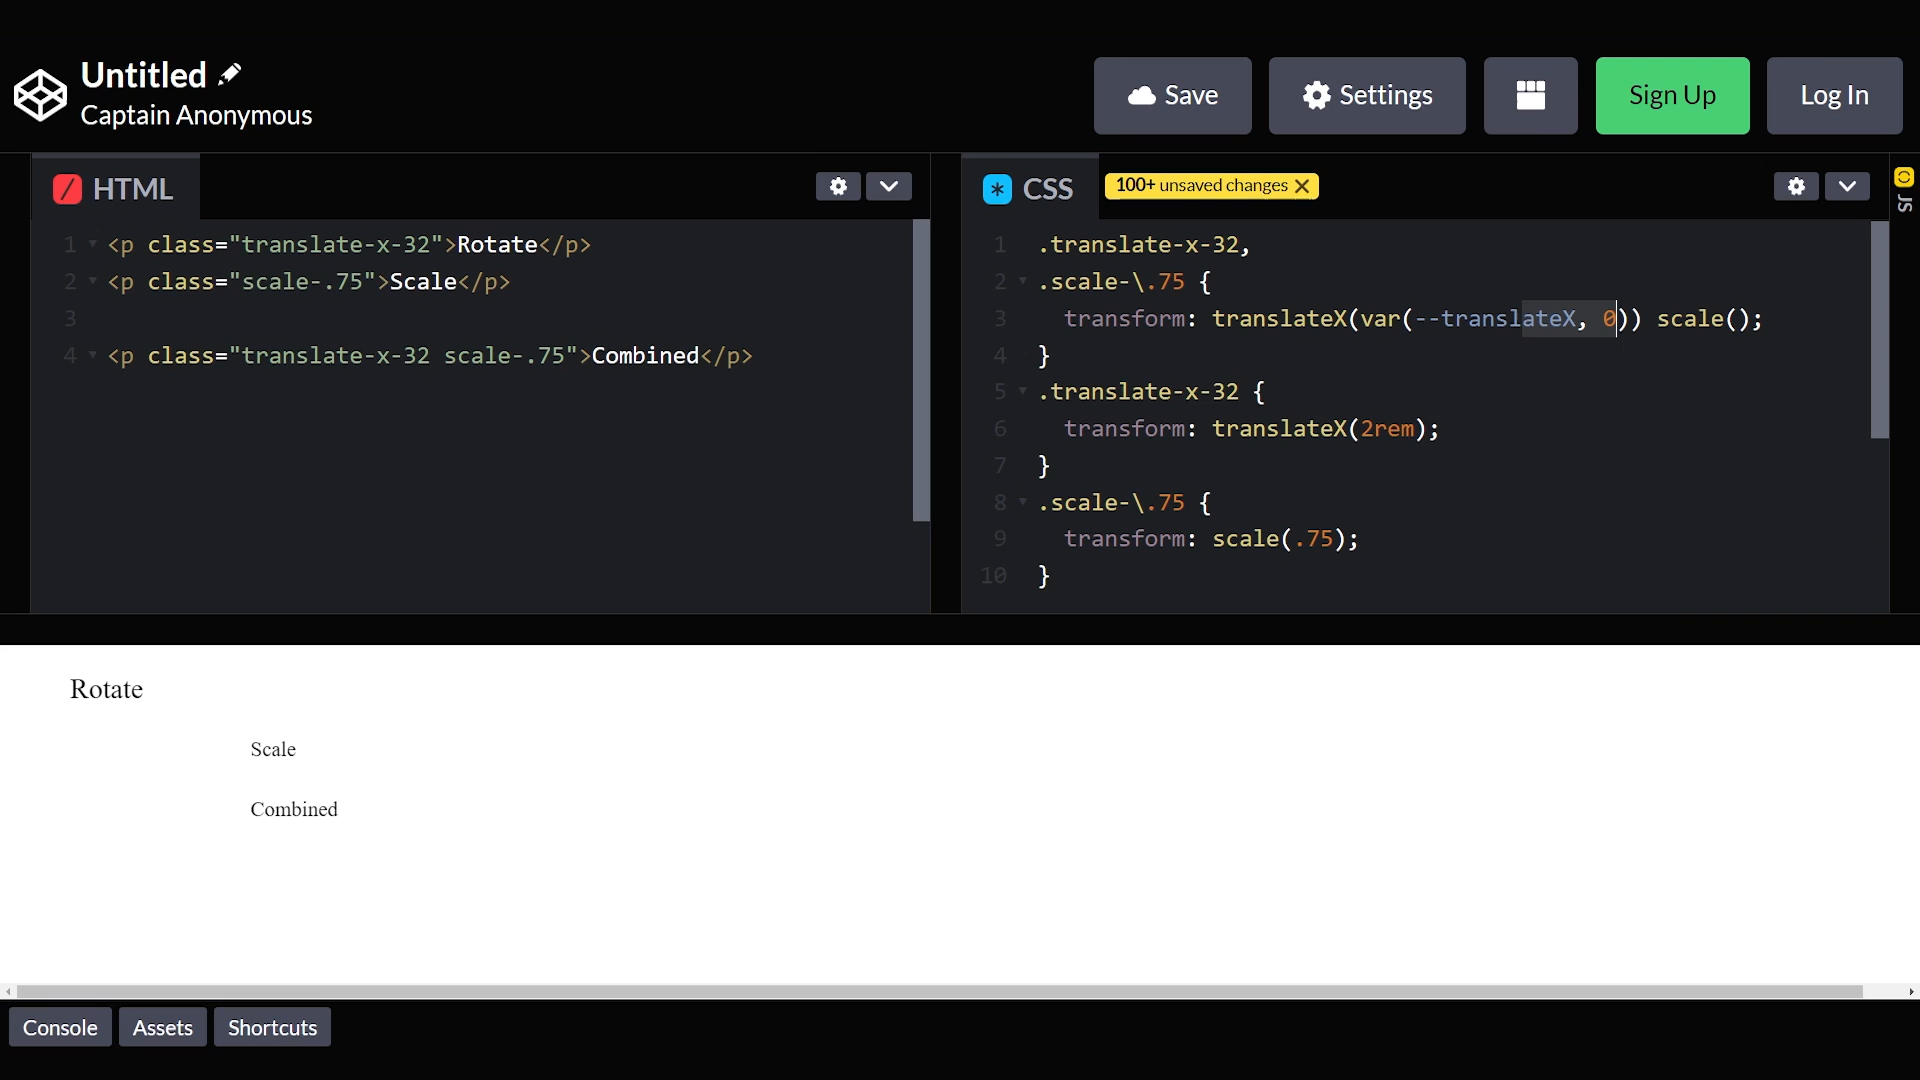 Untitled
Captain Anonymous
Save
Settings
Sign Up
Log In
HTML
1 <p class="translate-x-32">Rotate</p>
2 <p class="scale-.75">Scale</p>
3
4 <p class="translate-x-32 scale-.75">Combined</p>
CSS
100+ unsaved changes
JS
1 .translate-x-32,
2 .scale-\.75 {
3 transform: translateX(var(--translateX, 0)) scale();
4 }
5 .translate-x-32 {
6 transform: translateX(2rem);
7 }
8 .scale-\.75 {
9 transform: scale(.75);
10 }
Rotate
Scale
Combined
Console
Assets
Shortcuts